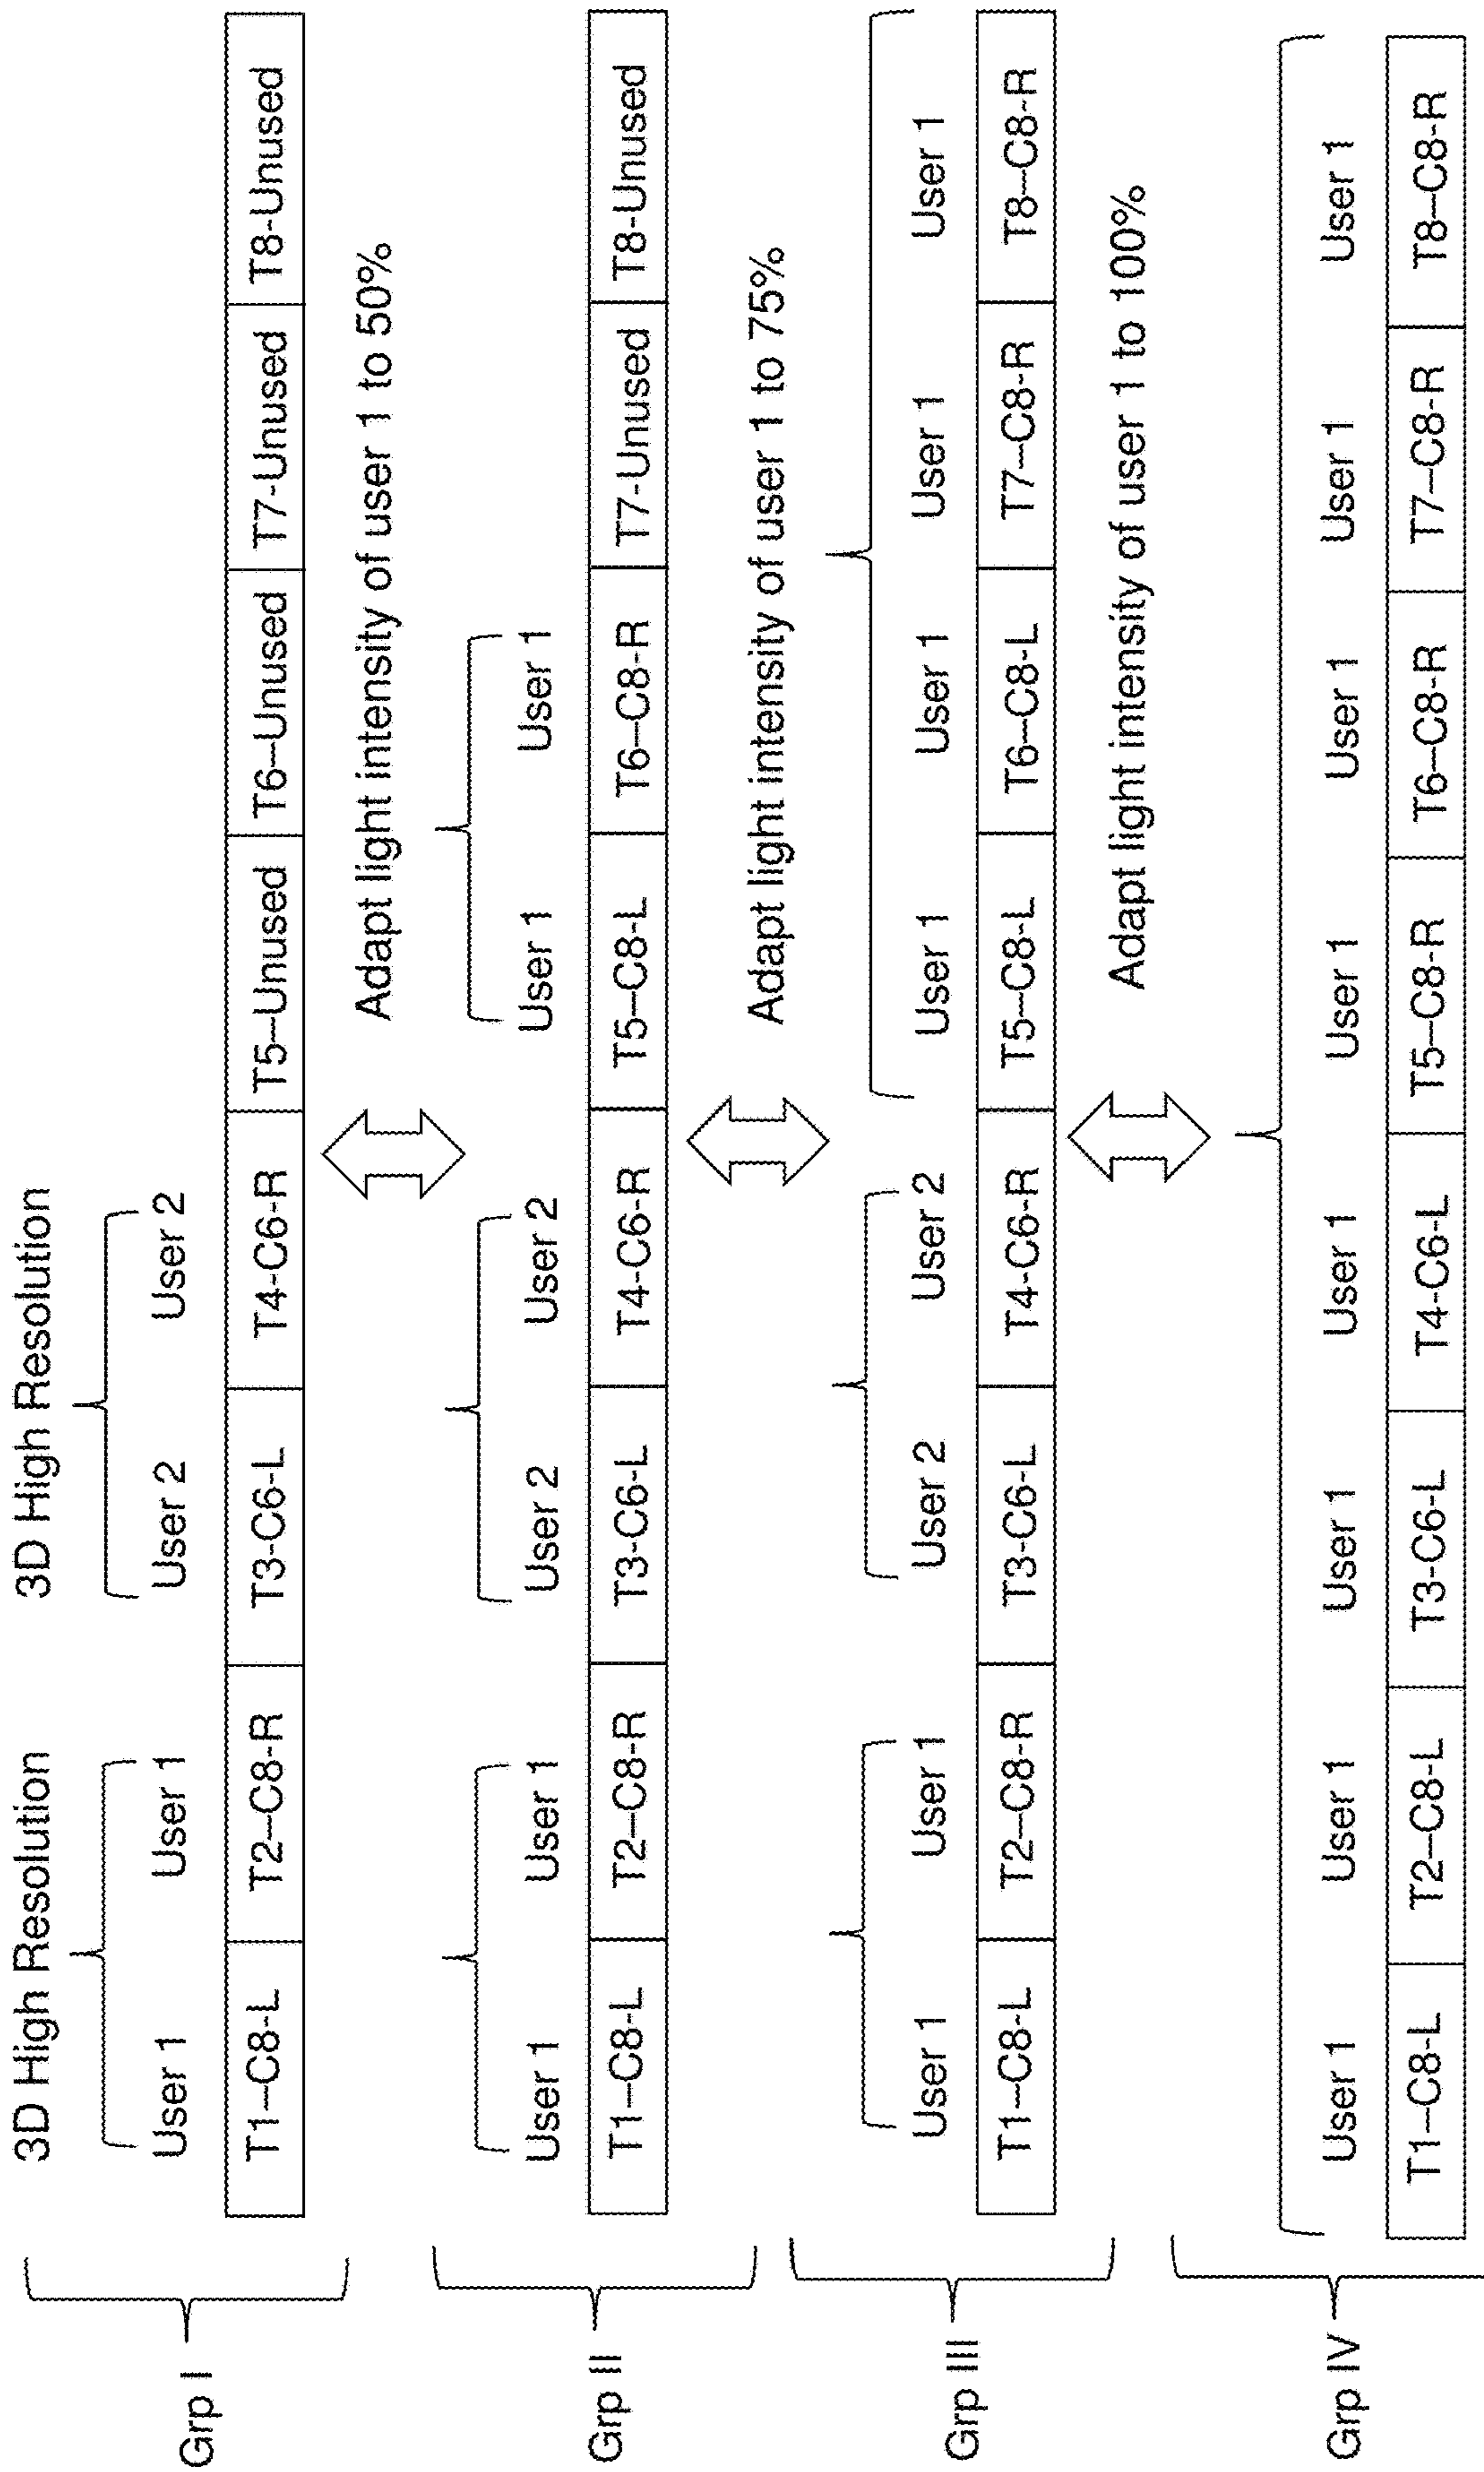 3D High Resolution 3D High Resolution
User 1 User 1 User 2 User 2
Grp I
T1–C8-L T2–C8-R T3-C6-L T4-C6-R T5–Unused T6–Unused T7-Unused T8-Unused
Adapt light intensity of user 1 to 50%
User 1 User 1 User 2 User 2 User 1 User 1
Grp II
T1–C8-L T2–C8-R T3-C6-L T4-C6-R T5–C8-L T6–C8-R T7-Unused T8-Unused
Adapt light intensity of user 1 to 75%
User 1 User 1 User 2 User 2 User 1 User 1 User 1 User 1
Grp III
T1–C8-L T2–C8-R T3-C6-L T4-C6-R T5–C8-L T6–C8-L T7–C8-R T8–C8-R
Adapt light intensity of user 1 to 100%
User 1 User 1 User 1 User 1 User 1 User 1 User 1 User 1
Grp IV
T1–C8-L T2–C8-L T3-C6-L T4-C6-L T5–C8-R T6–C8-R T7–C8-R T8–C8-R